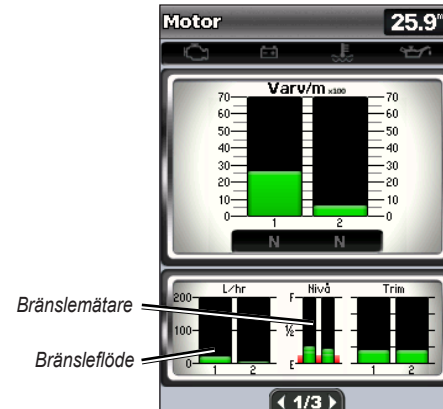 Motor 25.9m
Varv/m x100
70 70
60 60
50 50
40 40
30 30
20 20
10 10
0 0
1 2
N N
L/hr Nivå Trim
200 F
Bränslemätare
100 ½
Bränsleflöde
0 E
1 2 1 2
1/3